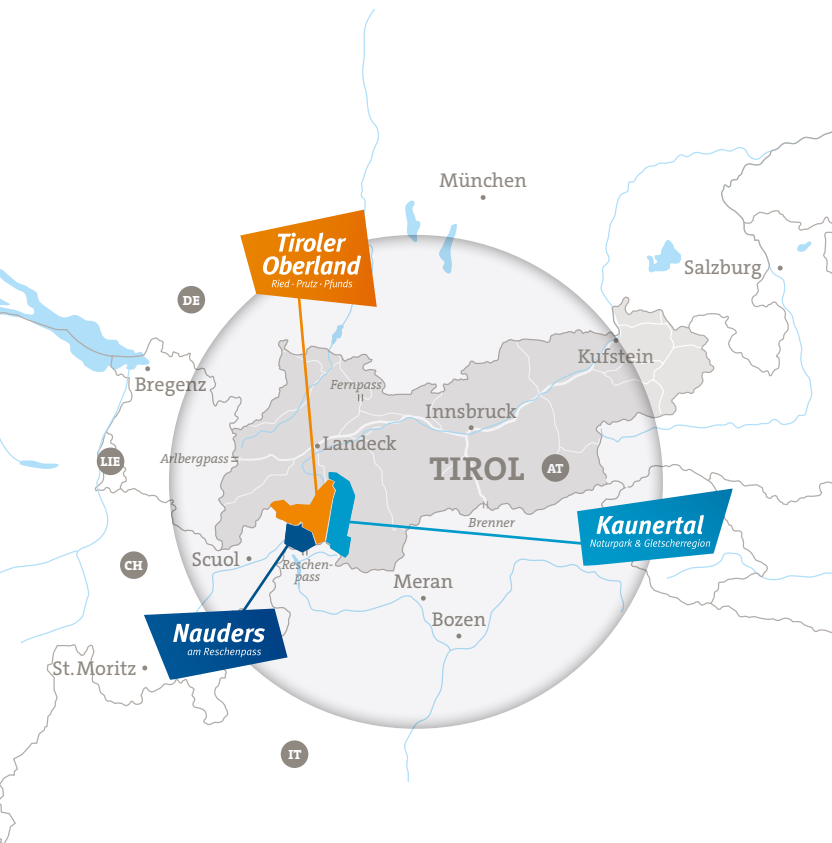 München
Tiroler
Oberland
Ried · Prutz · Pfunds
Salzburg
DE
Kufstein
Bregenz
Fernpass
Innsbruck
Landeck
LIE
Arlbergpass
TIROL
AT
Brenner
Kaunertal
Naturpark & Gletscherregion
Scuol
CH
Reschen-
pass
Meran
Bozen
Nauders
am Reschenpass
St.Moritz
IT